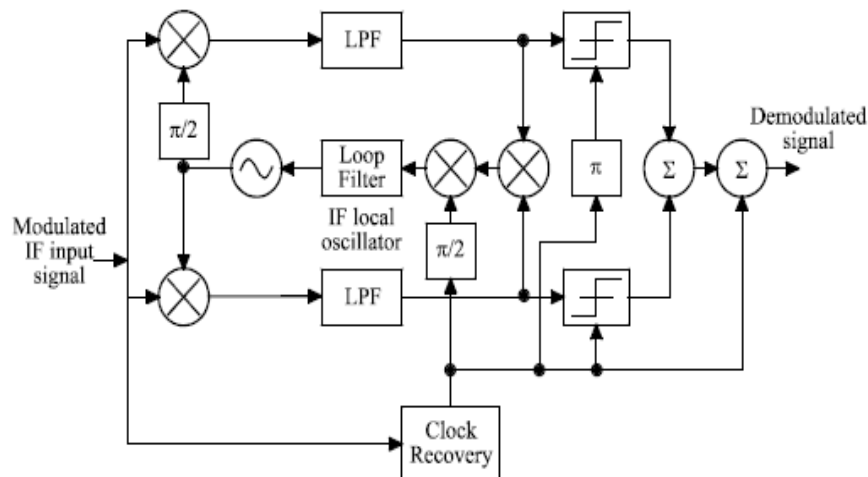 LPF
π/2
Demodulated
signal
Loop
Filter
π
Σ
Σ
IF local
oscillator
π/2
Modulated
IF input
signal
LPF
Clock
Recovery